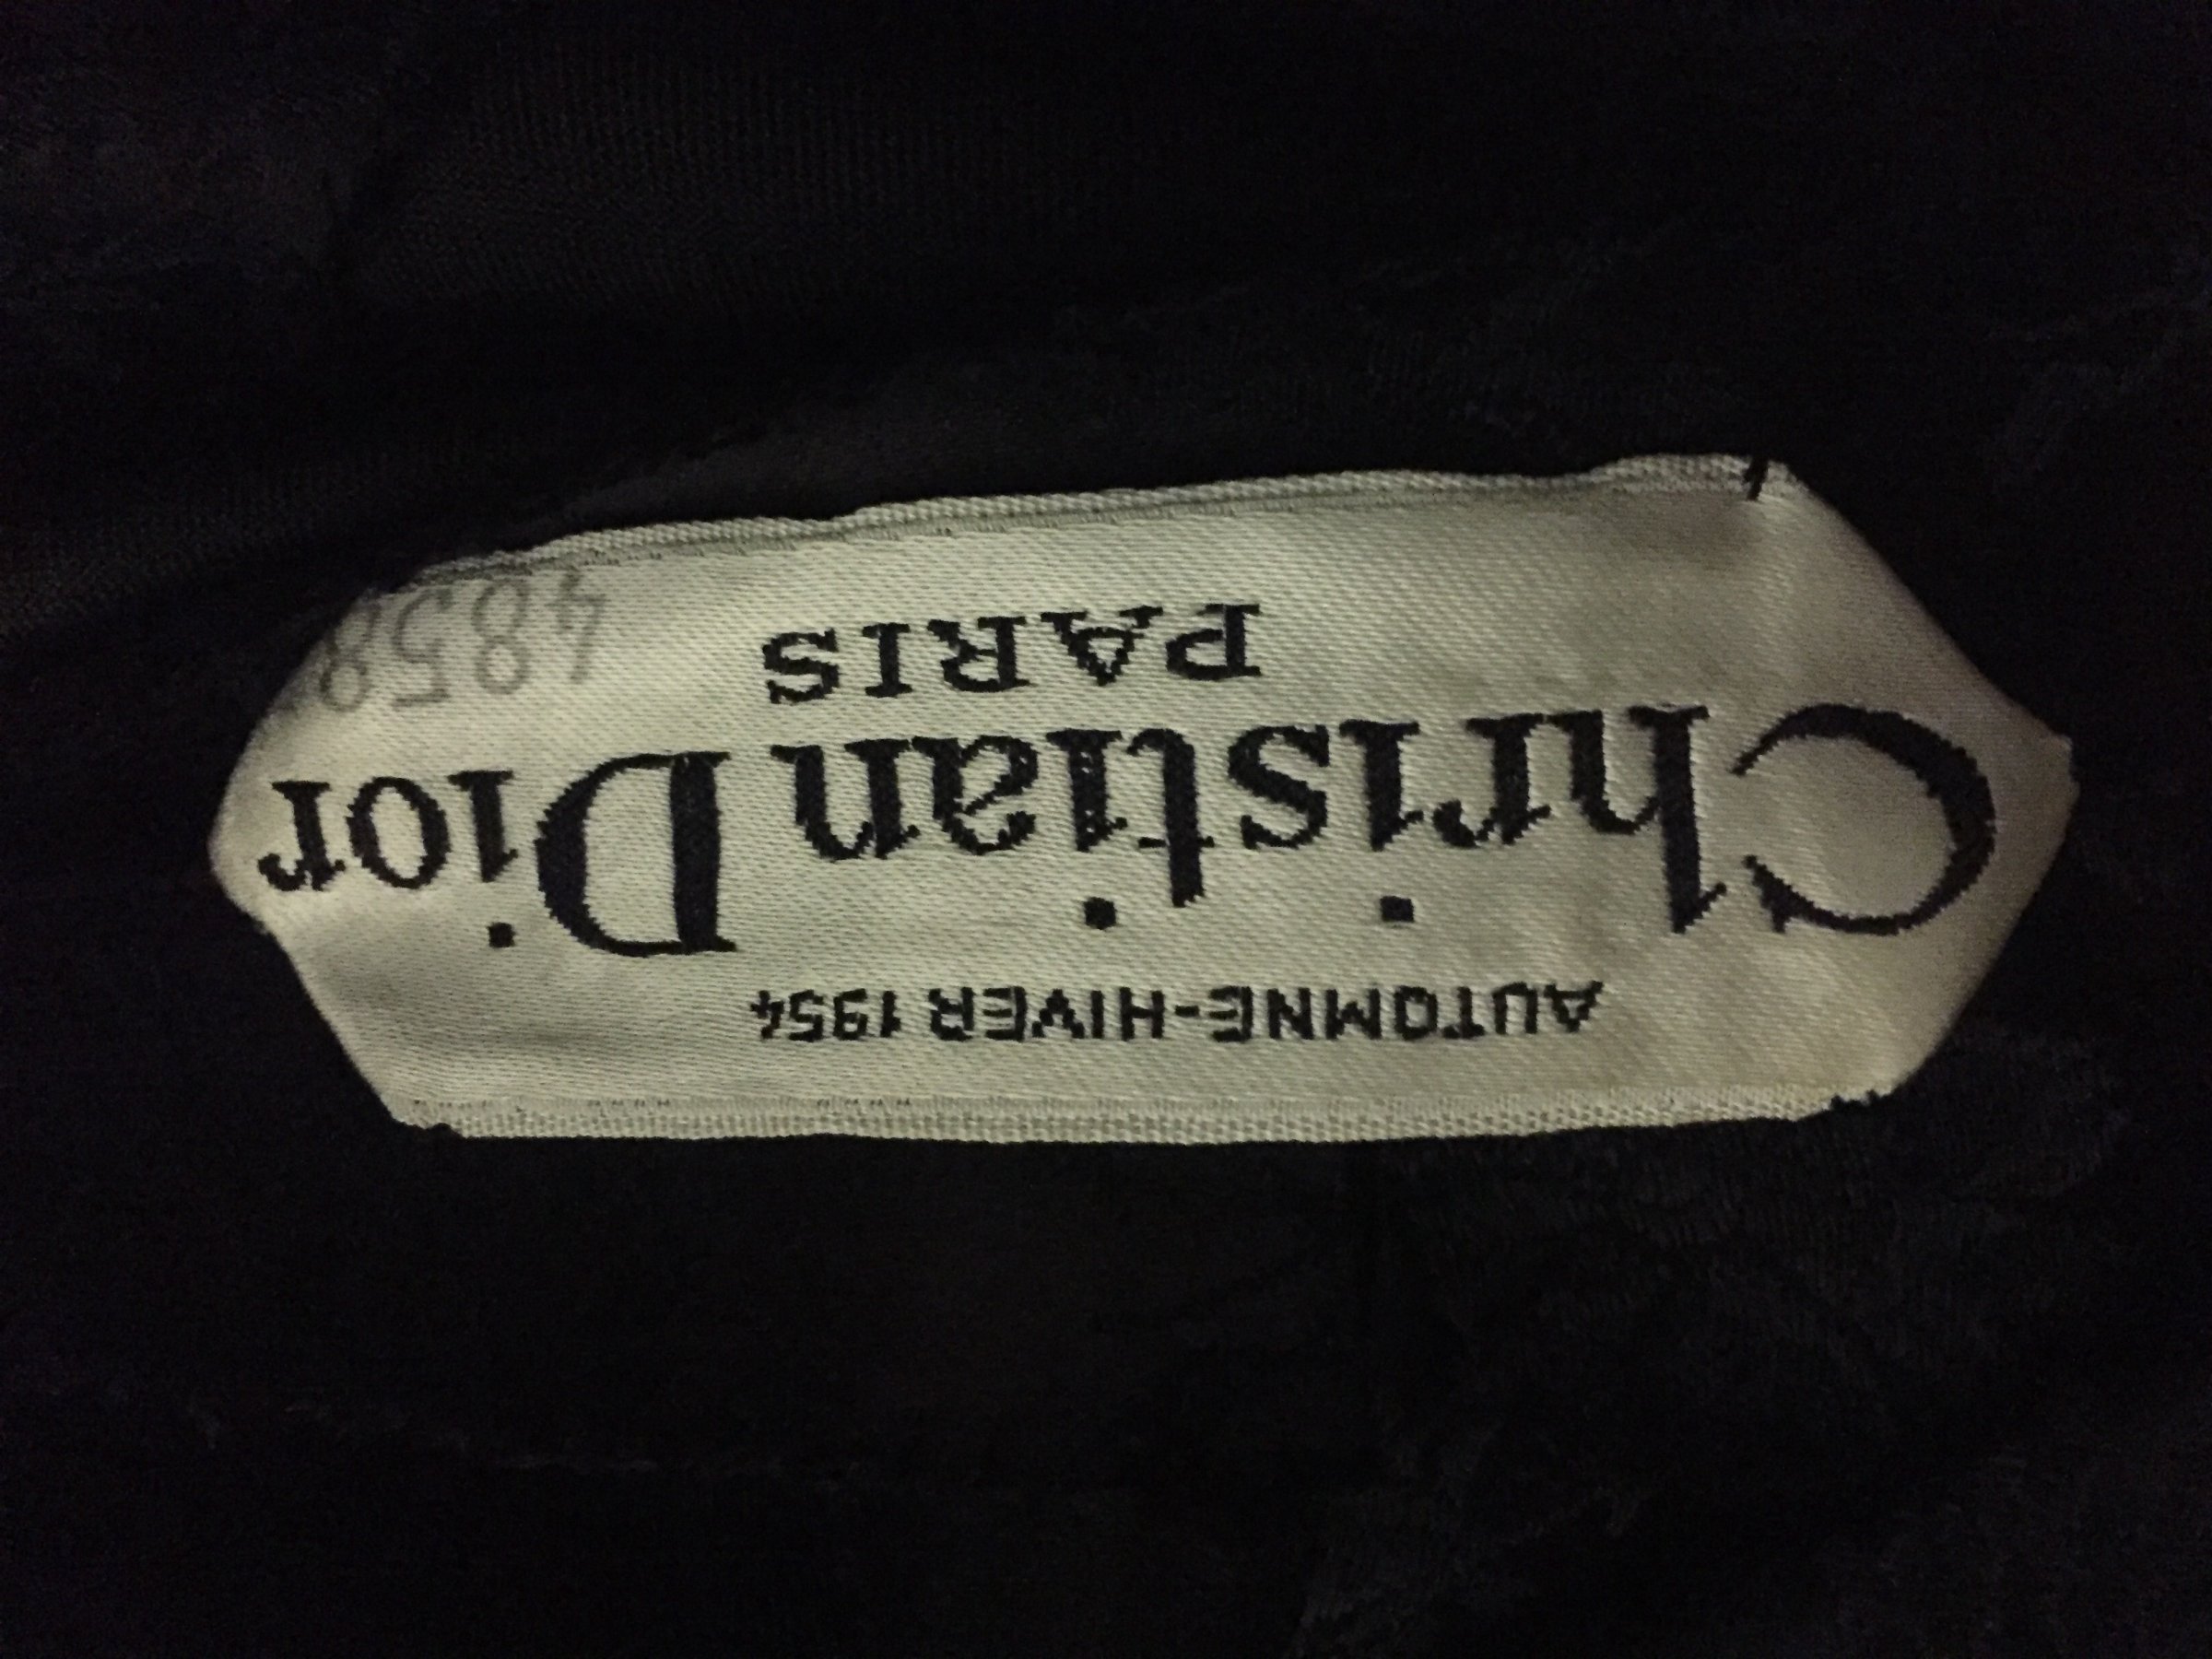 AUTOMNE-HIVER 1954
Christian Dior
PARIS
4858